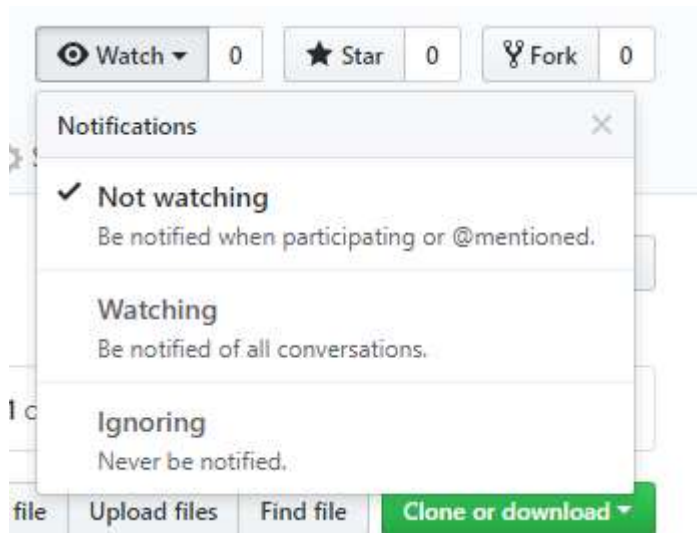 Watch 0 Star 0 Fork 0
Notifications
Not watching
Be notified when participating or @mentioned.
Watching
Be notified of all conversations.
Ignoring
Never be notified.
file Upload files Find file Clone or download